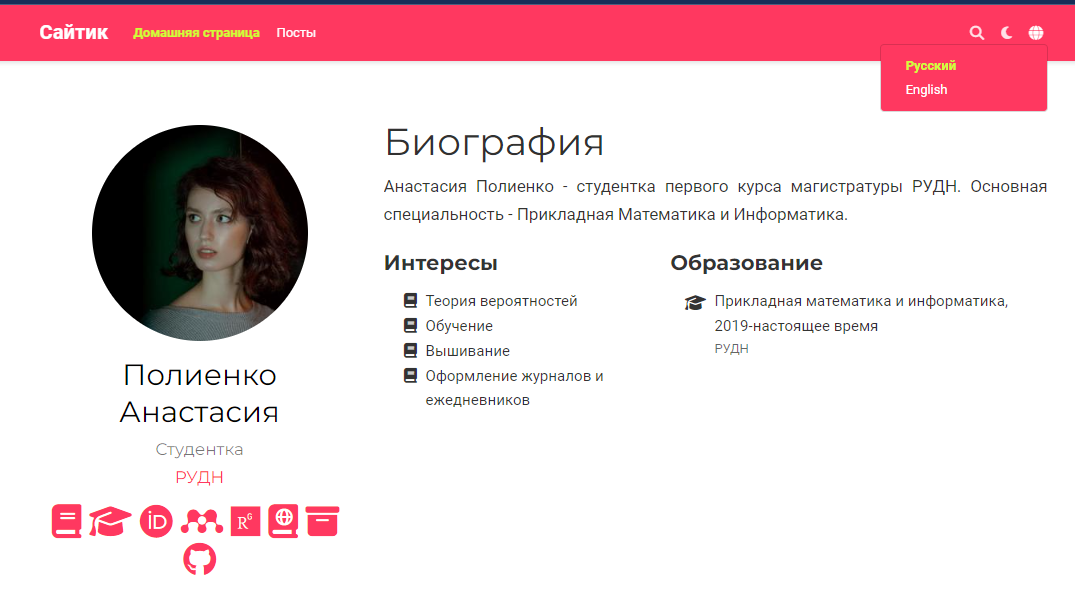 Сайтик Домашняя страница Посты
Русский
English
Биография
Анастасия Полиенко - студентка первого курса магистратуры РУДН. Основная
специальность - Прикладная Математика и Информатика.
Интересы
Теория вероятностей
Обучение
Вышивание
Оформление журналов и
ежедневников
Образование
Прикладная математика и информатика,
2019-настоящее время
РУДН
Полиенко
Анастасия
Студентка
РУДН
iD
RG